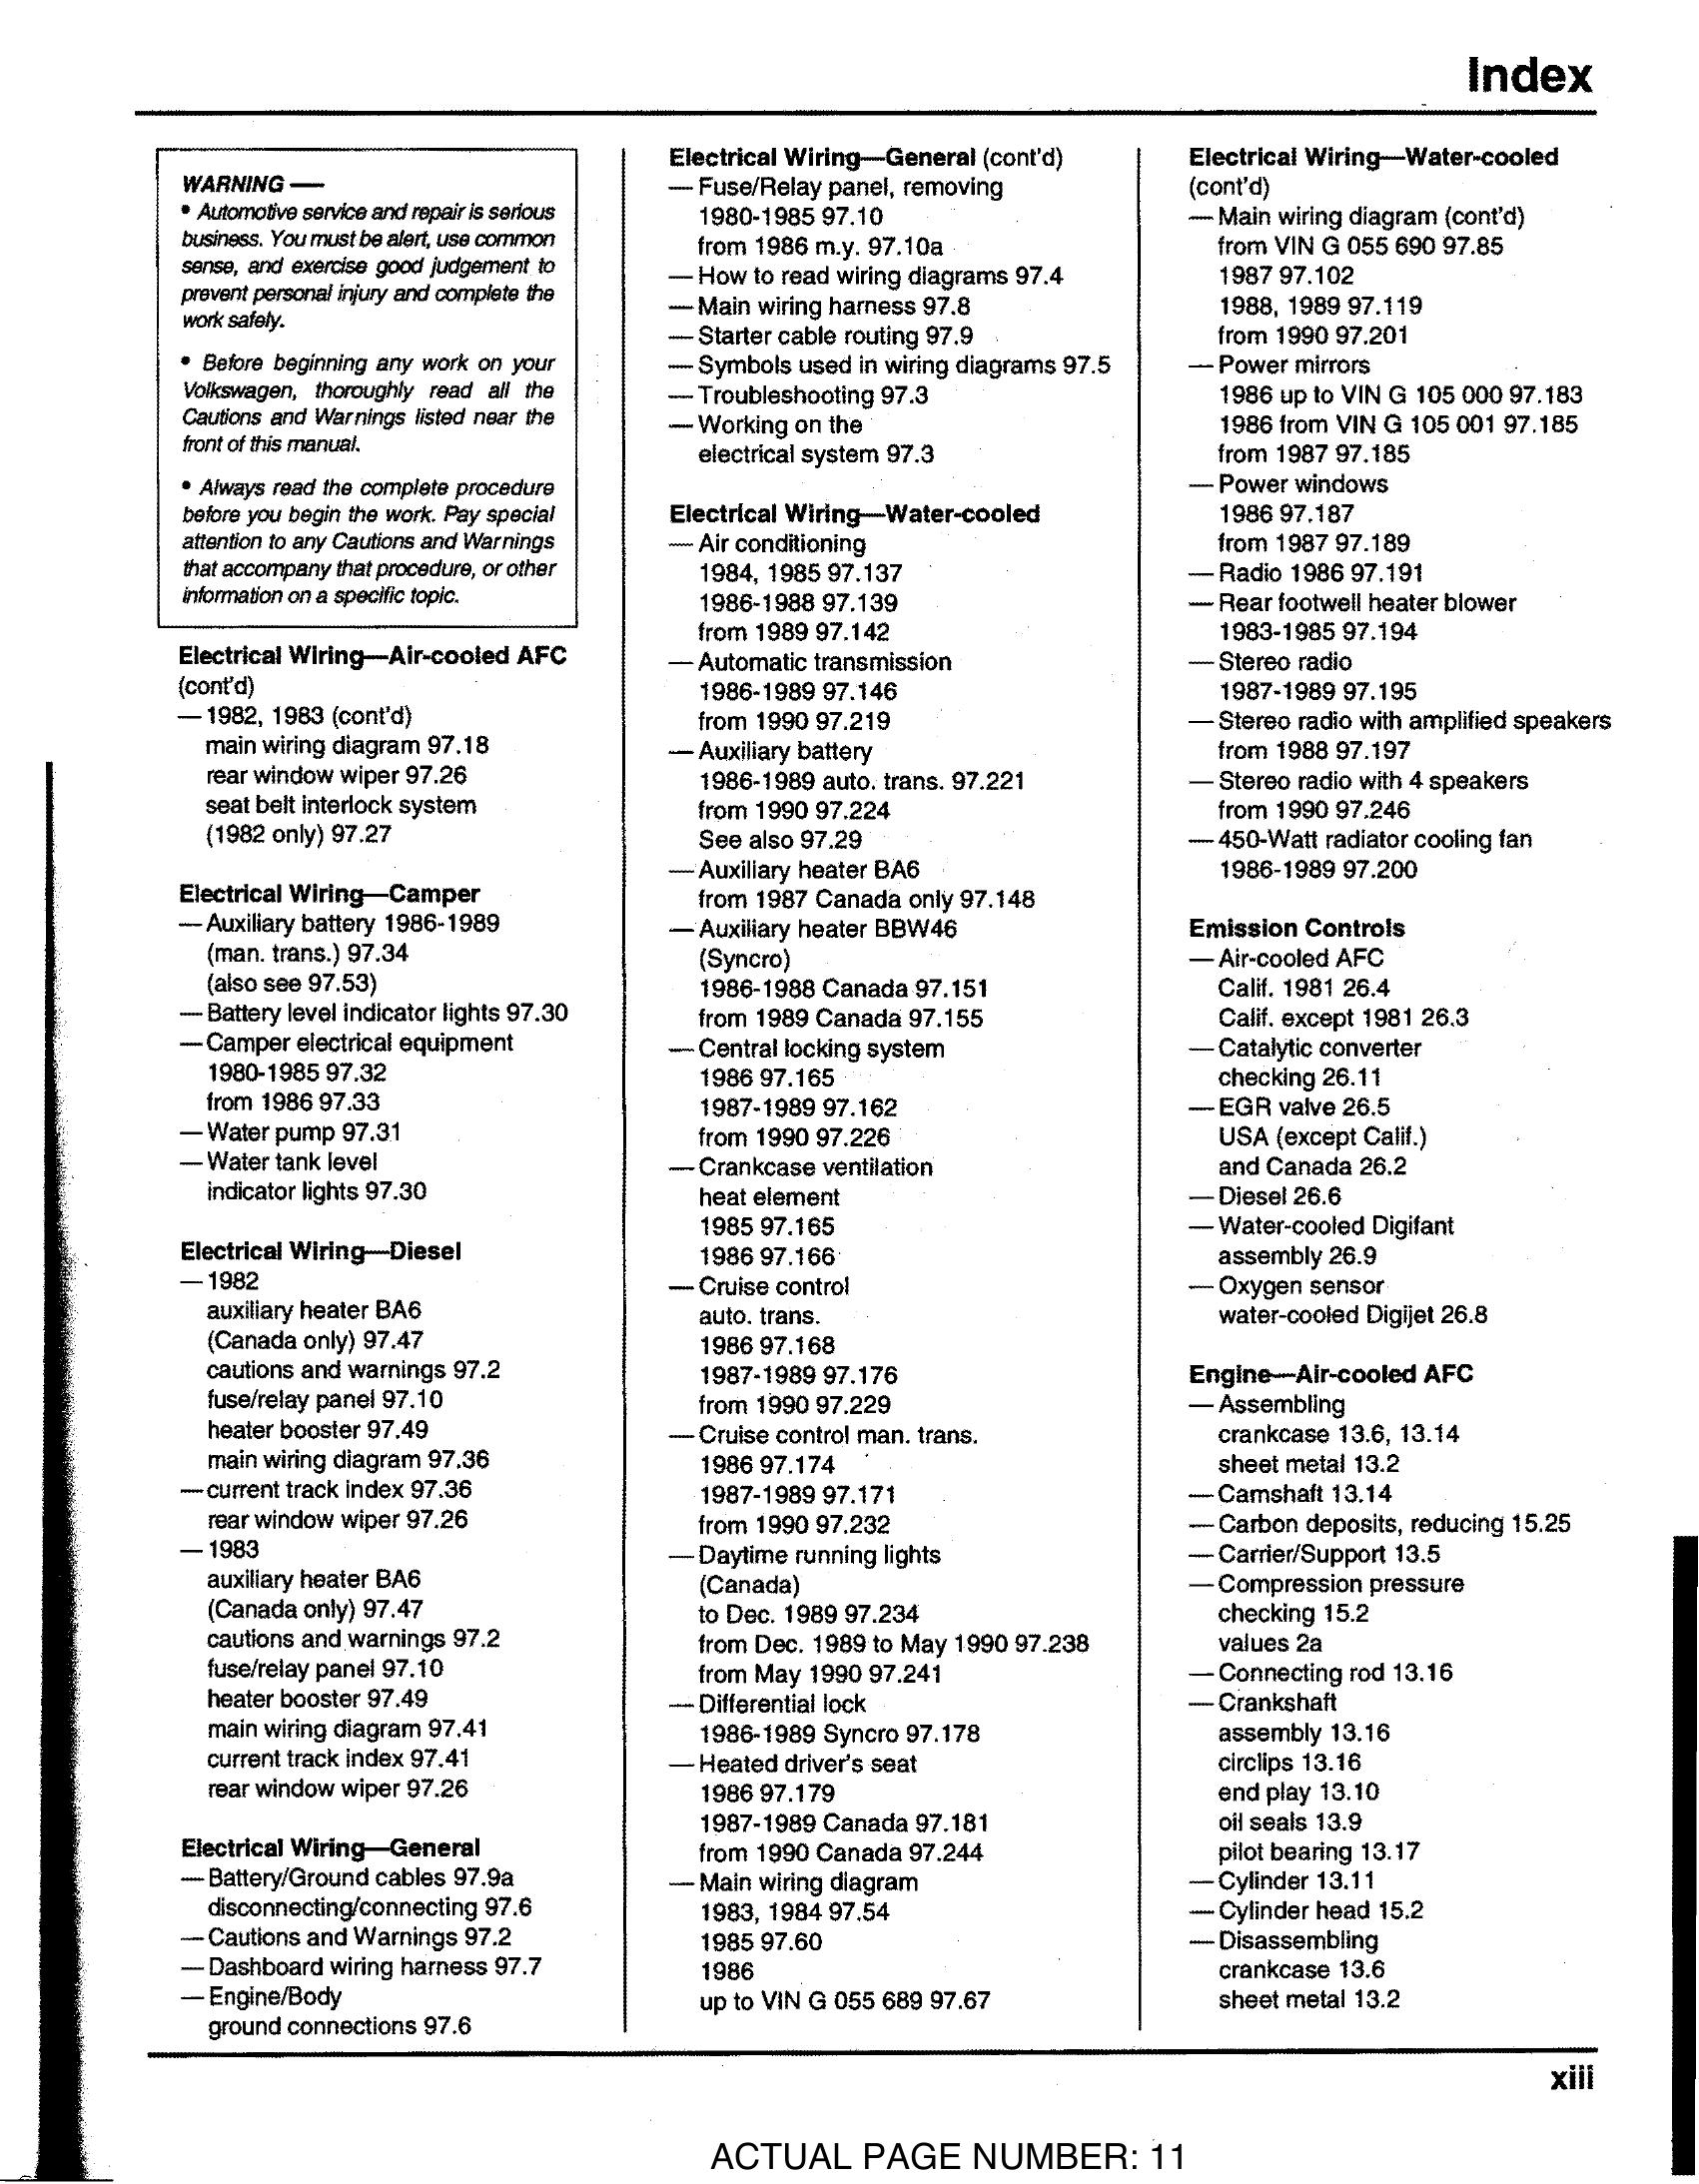 Index
WARNING —
• Automotive service and repair is serious
business. You must be alert, use common
sense, and exercise good judgement to
prevent personal injury and complete the
work safely.
• Before beginning any work on your
Volkswagen, thoroughly read all the
Cautions and Warnings listed near the
front of this manual.
• Always read the complete procedure
before you begin the work. Pay special
attention to any Cautions and Warnings
that accompany that procedure, or other
information on a specific topic.
Electrical Wiring—Air-cooled AFC
(cont'd)
— 1982, 1983 (cont'd)
main wiring diagram 97.18
rear window wiper 97.26
seat belt interlock system
(1982 only) 97.27
Electrical Wiring—Camper
— Auxiliary battery 1986-1989
(man. trans.) 97.34
(also see 97.53)
— Battery level indicator lights 97.30
— Camper electrical equipment
1980-1985 97.32
from 1986 97.33
— Water pump 97.31
— Water tank level
indicator lights 97.30
Electrical Wiring—Diesel
— 1982
auxiliary heater BA6
(Canada only) 97.47
cautions and warnings 97.2
fuse/relay panel 97.10
heater booster 97.49
main wiring diagram 97.36
— current track index 97.36
rear window wiper 97.26
— 1983
auxiliary heater BA6
(Canada only) 97.47
cautions and warnings 97.2
fuse/relay panel 97.10
heater booster 97.49
main wiring diagram 97.41
current track index 97.41
rear window wiper 97.26
Electrical Wiring—General
— Battery/Ground cables 97.9a
disconnecting/connecting 97.6
— Cautions and Warnings 97.2
— Dashboard wiring harness 97.7
— Engine/Body
ground connections 97.6
Electrical Wiring—General (cont'd)
— Fuse/Relay panel, removing
1980-1985 97.10
from 1986 m.y. 97.10a
— How to read wiring diagrams 97.4
— Main wiring harness 97.8
— Starter cable routing 97.9
— Symbols used in wiring diagrams 97.5
— Troubleshooting 97.3
— Working on the
electrical system 97.3
Electrical Wiring—Water-cooled
— Air conditioning
1984, 1985 97.137
1986-1988 97.139
from 1989 97.142
— Automatic transmission
1986-1989 97.146
from 1990 97.219
— Auxiliary battery
1986-1989 auto. trans. 97.221
from 1990 97.224
See also 97.29
— Auxiliary heater BA6
from 1987 Canada only 97.148
— Auxiliary heater BBW46
(Syncro)
1986-1988 Canada 97.151
from 1989 Canada 97.155
— Central locking system
1986 97.165
1987-1989 97.162
from 1990 97.226
— Crankcase ventilation
heat element
1985 97.165
1986 97.166
— Cruise control
auto. trans.
1986 97.168
1987-1989 97.176
from 1990 97.229
— Cruise control man. trans.
1986 97.174
1987-1989 97.171
from 1990 97.232
— Daytime running lights
(Canada)
to Dec. 1989 97.234
from Dec. 1989 to May 1990 97.238
from May 1990 97.241
— Differential lock
1986-1989 Syncro 97.178
— Heated driver's seat
1986 97.179
1987-1989 Canada 97.181
from 1990 Canada 97.244
— Main wiring diagram
1983, 1984 97.54
1985 97.60
1986
up to VIN G 055 689 97.67
Electrical Wiring—Water-cooled
(cont'd)
— Main wiring diagram (cont'd)
from VIN G 055 690 97.85
1987 97.102
1988, 1989 97.119
from 1990 97.201
— Power mirrors
1986 up to VIN G 105 000 97.183
1986 from VIN G 105 001 97.185
from 1987 97.185
— Power windows
1986 97.187
from 1987 97.189
— Radio 1986 97.191
— Rear footwell heater blower
1983-1985 97.194
— Stereo radio
1987-1989 97.195
— Stereo radio with amplified speakers
from 1988 97.197
— Stereo radio with 4 speakers
from 1990 97.246
— 450-Watt radiator cooling fan
1986-1989 97.200
Emission Controls
— Air-cooled AFC
Calif. 1981 26.4
Calif. except 1981 26.3
— Catalytic converter
checking 26.11
— EGR valve 26.5
USA (except Calif.)
and Canada 26.2
— Diesel 26.6
— Water-cooled Digifant
assembly 26.9
— Oxygen sensor
water-cooled Digijet 26.8
Engine—Air-cooled AFC
— Assembling
crankcase 13.6, 13.14
sheet metal 13.2
— Camshaft 13.14
— Carbon deposits, reducing 15.25
— Carrier/Support 13.5
— Compression pressure
checking 15.2
values 2a
— Connecting rod 13.16
— Crankshaft
assembly 13.16
circlips 13.16
end play 13.10
oil seals 13.9
pilot bearing 13.17
— Cylinder 13.11
— Cylinder head 15.2
— Disassembling
crankcase 13.6
sheet metal 13.2
xiii
ACTUAL PAGE NUMBER: 11